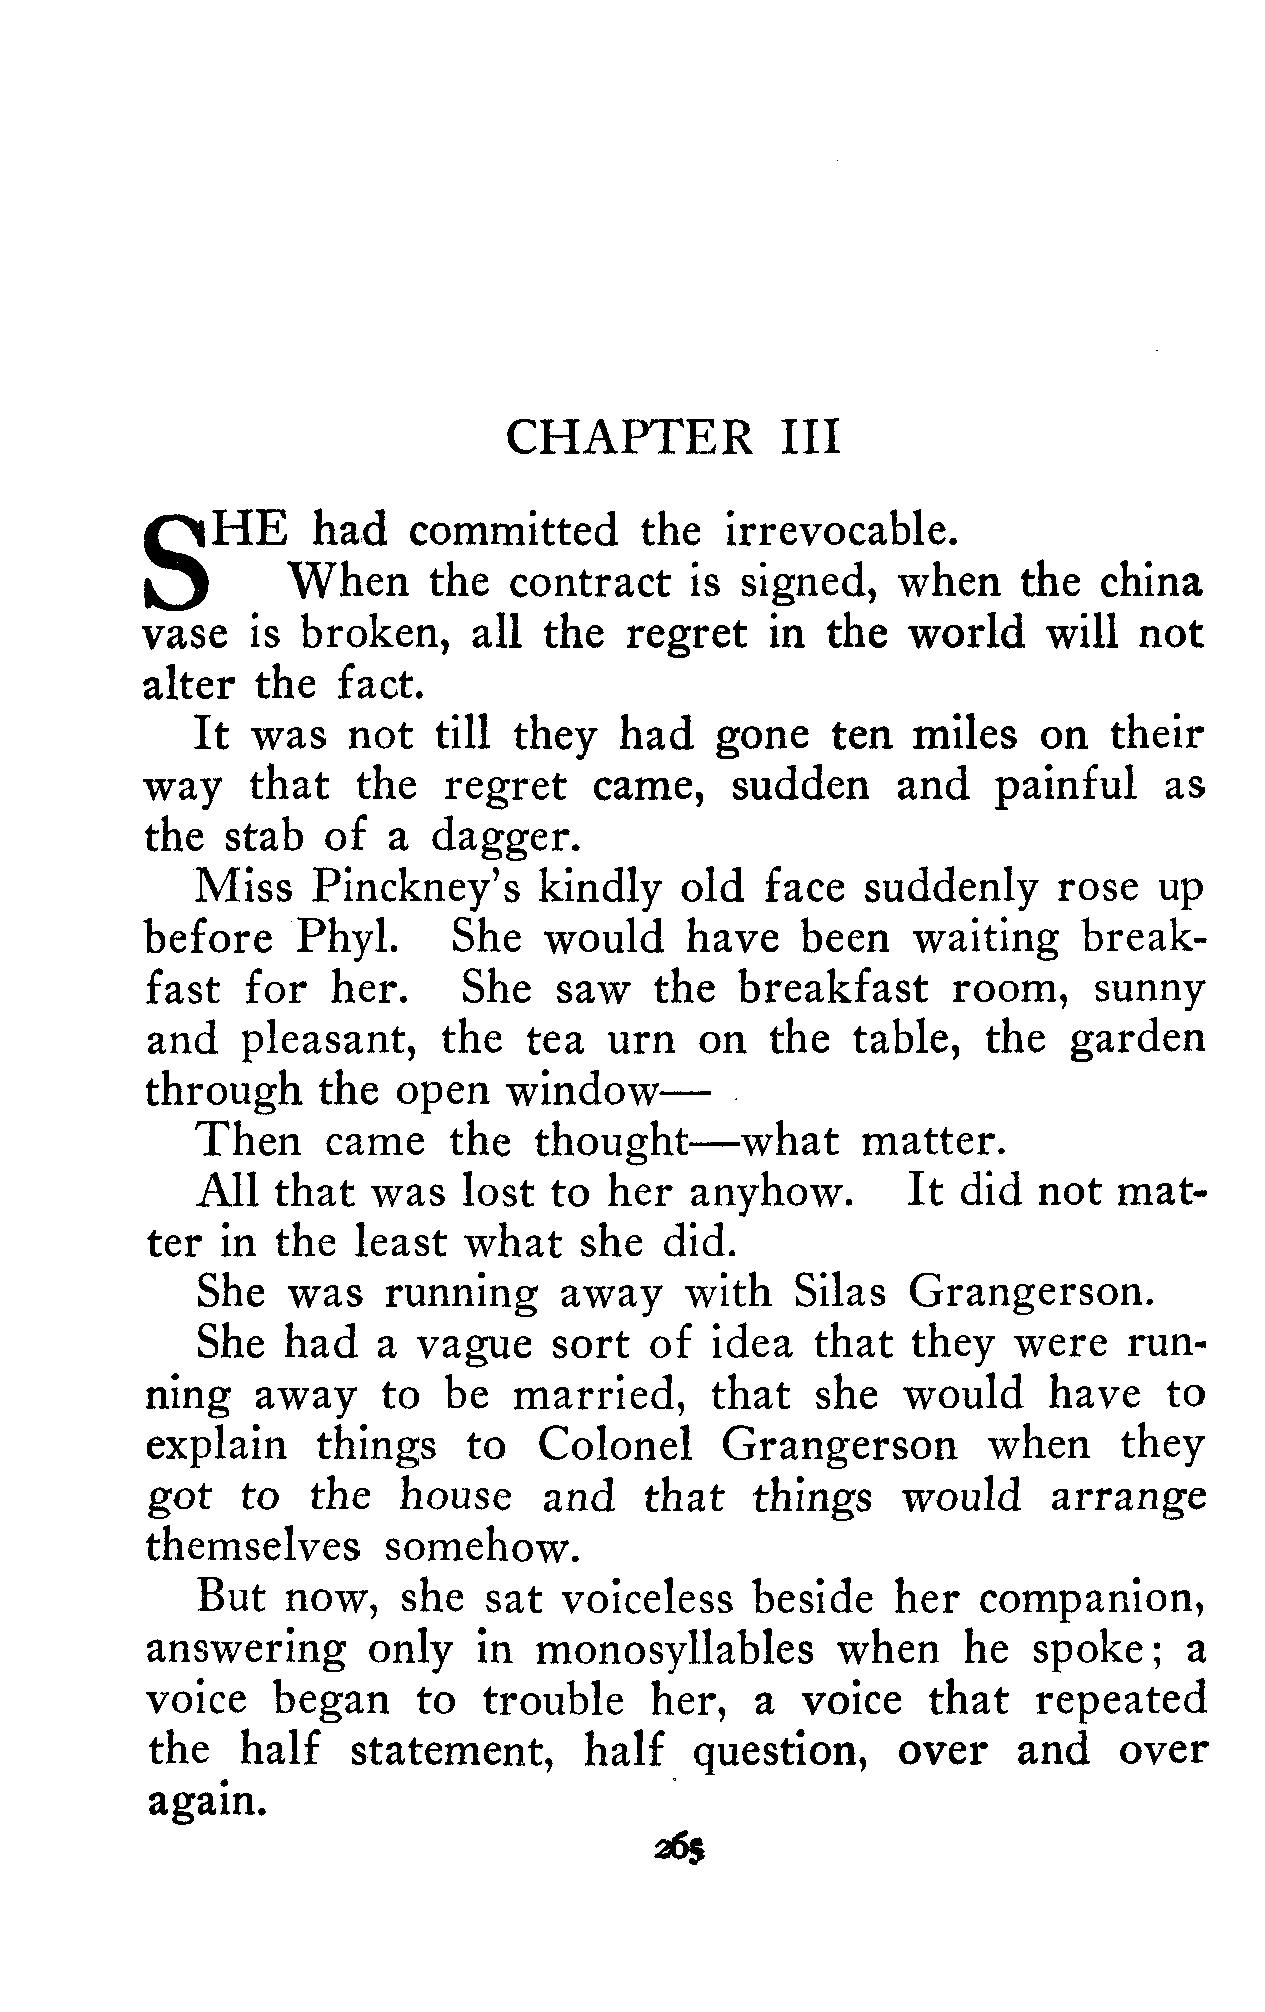 CHAPTER III
SHE had committed the irrevocable.
When the contract is signed, when the china
vase is broken, all the regret in the world will not
alter the fact.
It was not till they had gone ten miles on their
way that the regret came, sudden and painful as
the stab of a dagger.
Miss Pinckney's kindly old face suddenly rose up
before Phyl. She would have been waiting break-
fast for her. She saw the breakfast room, sunny
and pleasant, the tea urn on the table, the garden
through the open window—
Then came the thought—what matter.
All that was lost to her anyhow. It did not mat-
ter in the least what she did.
She was running away with Silas Grangerson.
She had a vague sort of idea that they were run-
ning away to be married, that she would have to
explain things to Colonel Grangerson when they
got to the house and that things would arrange
themselves somehow.
But now, she sat voiceless beside her companion,
answering only in monosyllables when he spoke; a
voice began to trouble her, a voice that repeated
the half statement, half question, over and over
again.
265